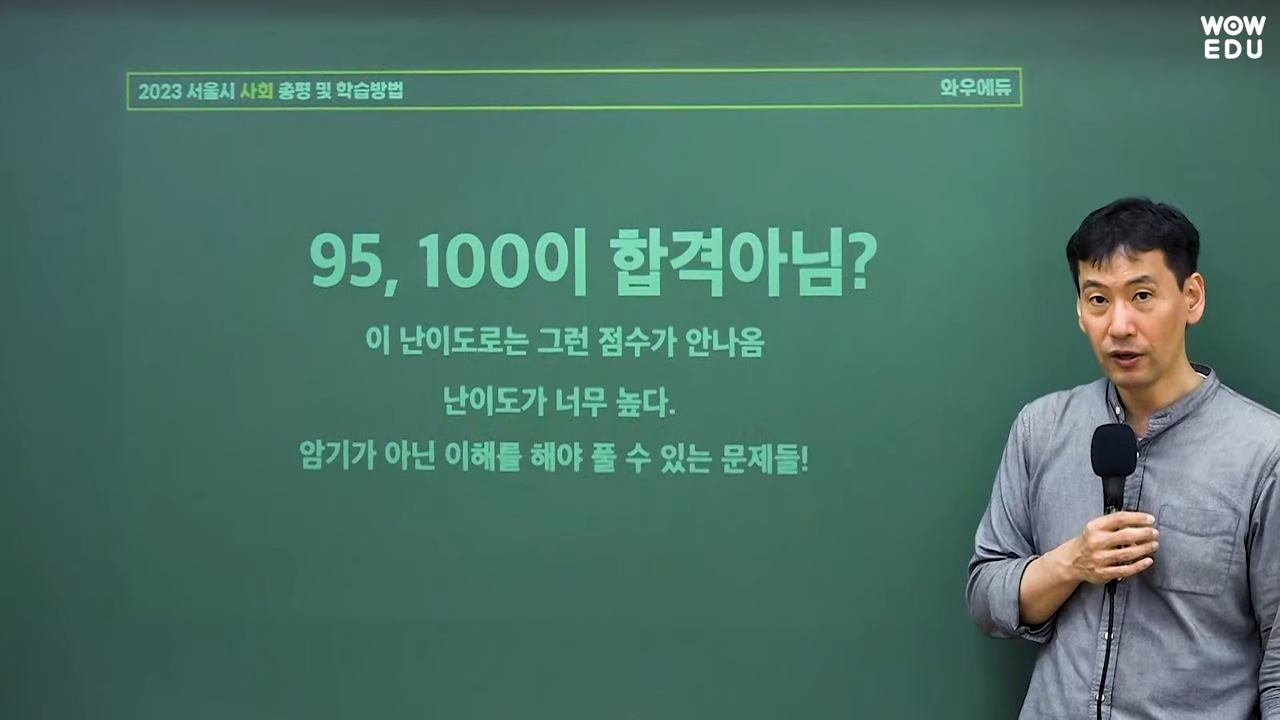 WOW
EDU
2023 서울시 사회 총평 및 학습방법
와우에듀
95, 100이 합격아님?
이 난이도로는 그런 점수가 안나옴
난이도가 너무 높다.
암기가 아닌 이해를 해야 풀 수 있는 문제들!